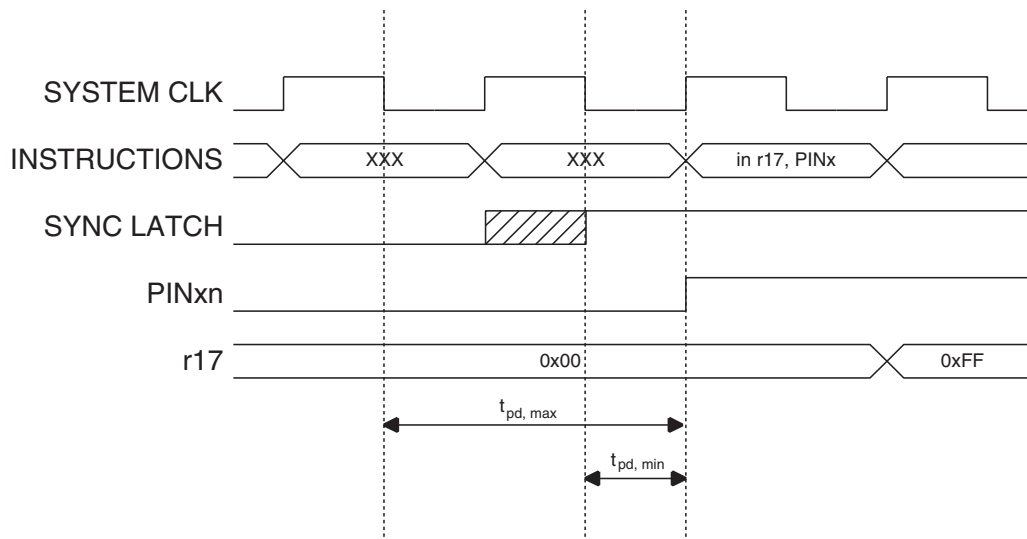 SYSTEM CLK
INSTRUCTIONS XXX XXX in r17, PINx
SYNC LATCH
PINxn
r17 0x00 0xFF
tpd, max
tpd, min